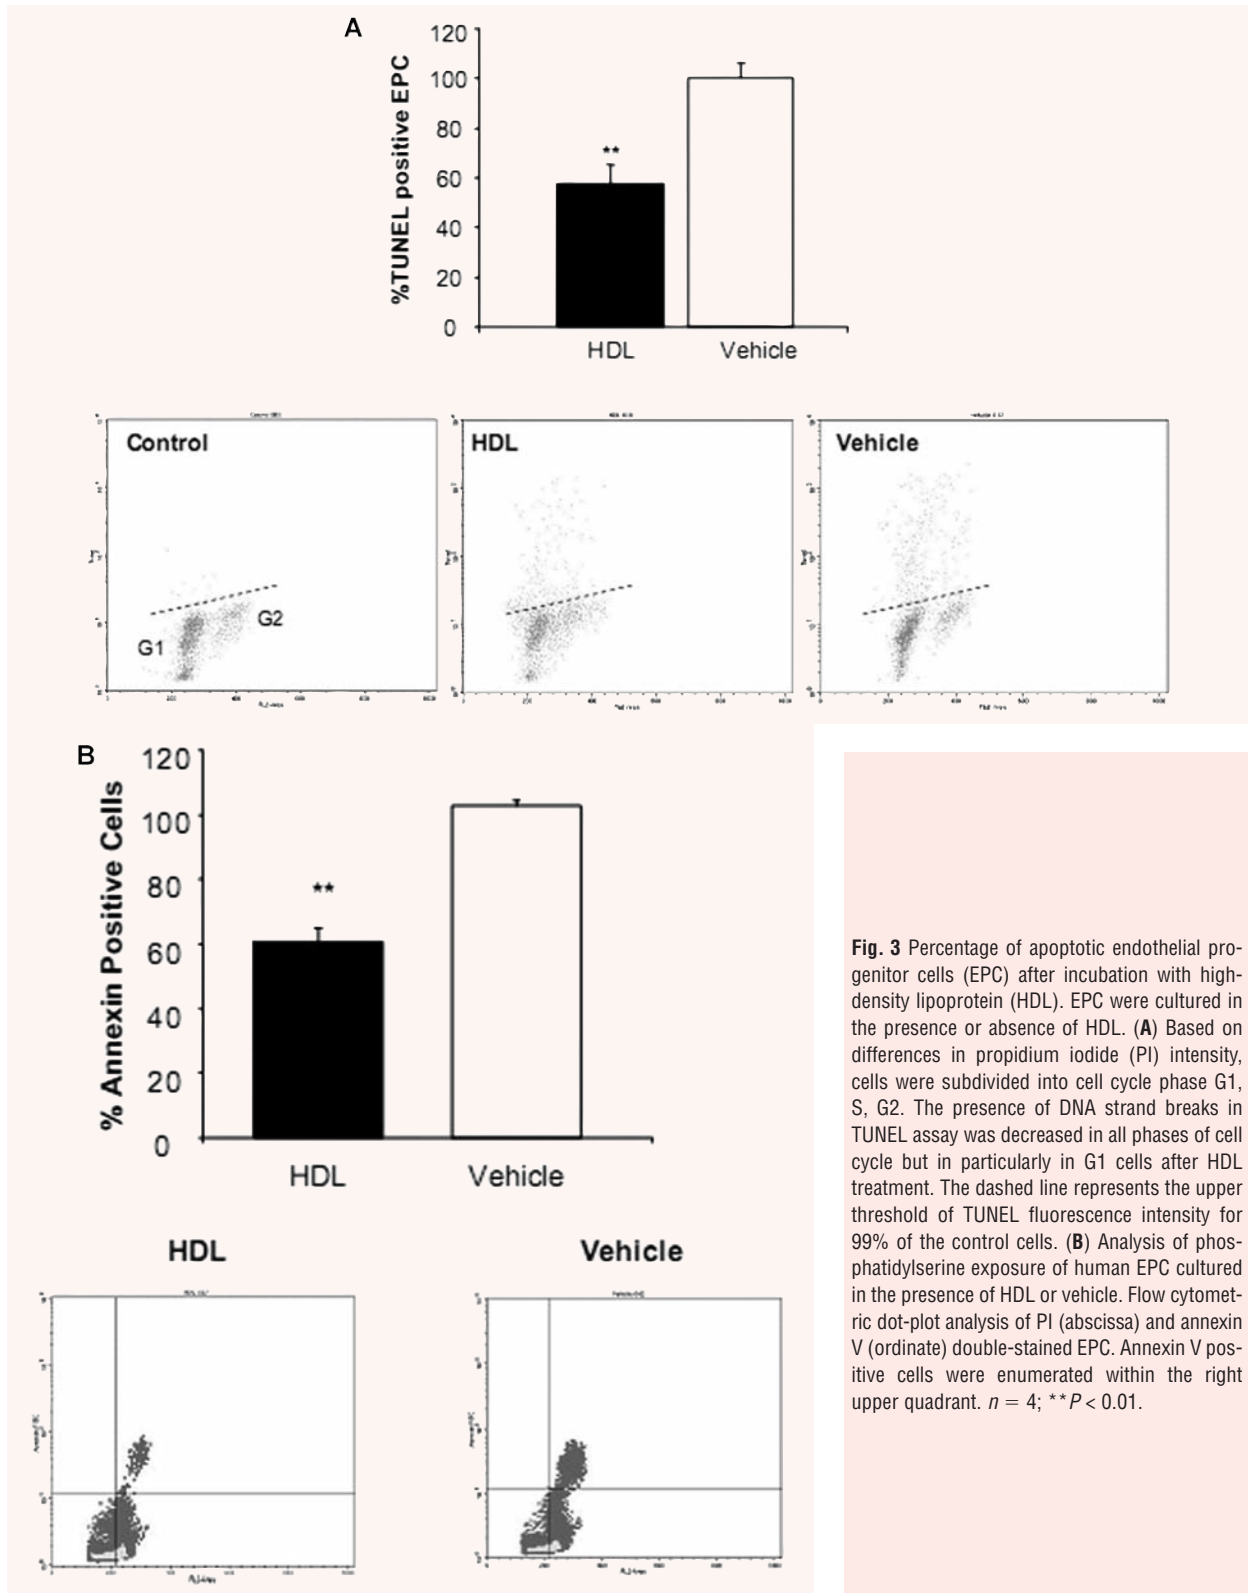 A
120
100
80
60
40
20
0
%TUNEL positive EPC
**
HDL
Vehicle
Control
G1
G2
HDL
Vehicle
B
120
100
80
60
40
20
0
% Annexin Positive Cells
**
HDL
Vehicle
HDL
Vehicle
Fig. 3 Percentage of apoptotic endothelial pro-
genitor cells (EPC) after incubation with high-
density lipoprotein (HDL). EPC were cultured in
the presence or absence of HDL. (A) Based on
differences in propidium iodide (PI) intensity,
cells were subdivided into cell cycle phase G1,
S, G2. The presence of DNA strand breaks in
TUNEL assay was decreased in all phases of cell
cycle but in particularly in G1 cells after HDL
treatment. The dashed line represents the upper
threshold of TUNEL fluorescence intensity for
99% of the control cells. (B) Analysis of phos-
phatidylserine exposure of human EPC cultured
in the presence of HDL or vehicle. Flow cytomet-
ric dot-plot analysis of PI (abscissa) and annexin
V (ordinate) double-stained EPC. Annexin V pos-
itive cells were enumerated within the right
upper quadrant. n = 4; **P < 0.01.